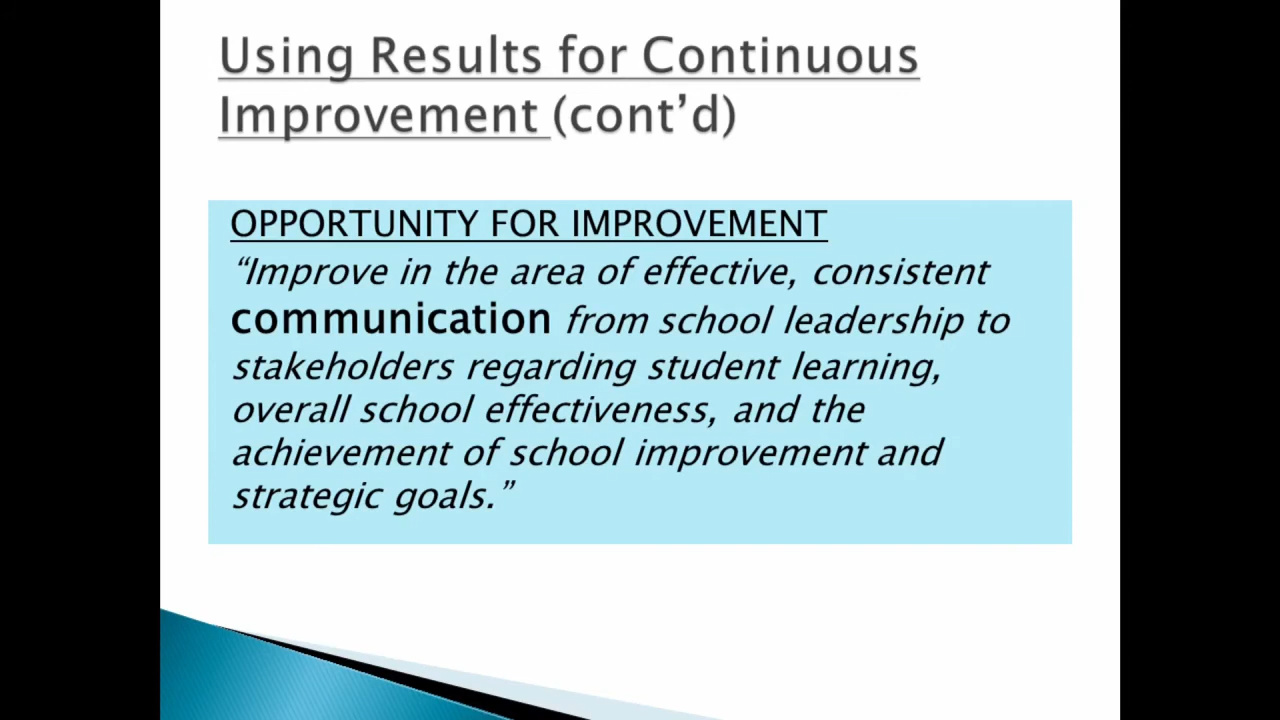 Using Results for Continuous
Improvement (cont’d)
OPPORTUNITY FOR IMPROVEMENT
“Improve in the area of effective, consistent
communication from school leadership to
stakeholders regarding student learning,
overall school effectiveness, and the
achievement of school improvement and
strategic goals.”